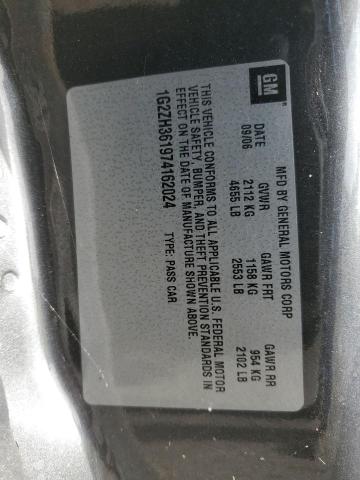 GM
MFD BY GENERAL MOTORS CORP
DATE GVWR GAWR FRT GAWR RR
09/06 2112 KG 1158 KG 954 KG
4655 LB 2553 LB 2102 LB
THIS VEHICLE CONFORMS TO ALL APPLICABLE U.S. FEDERAL MOTOR
VEHICLE SAFETY, BUMPER, AND THEFT PREVENTION STANDARDS IN
EFFECT ON THE DATE OF MANUFACTURE SHOWN ABOVE.
1G2ZH361974162024 TYPE: PASS CAR